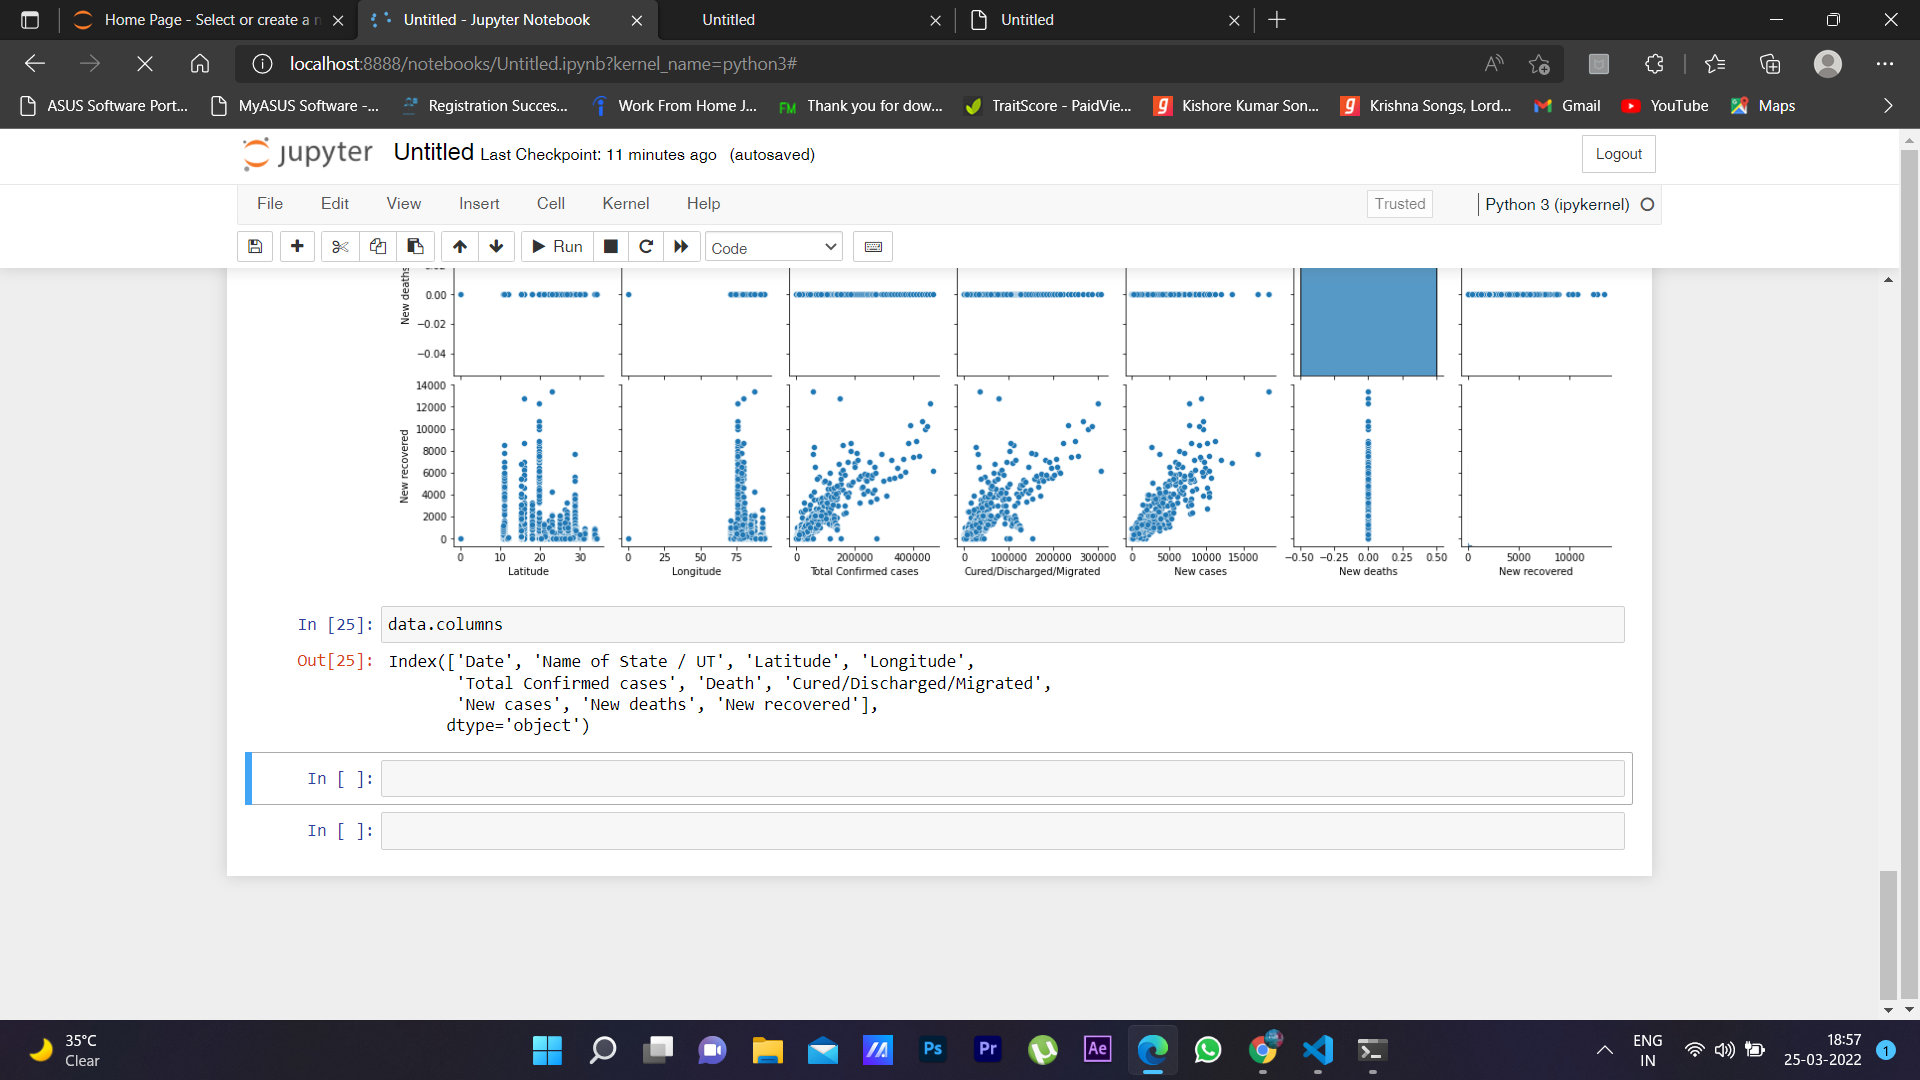 Home Page - Select or create a n
Untitled - Jupyter Notebook
Untitled
Untitled
localhost:8888/notebooks/Untitled.ipynb?kernel_name=python3#
ASUS Software Port...
MyASUS Software -...
Registration Succes...
Work From Home J...
FM Thank you for dow...
TraitScore - PaidVie...
g Kishore Kumar Son...
g Krishna Songs, Lord...
Gmail
YouTube
Maps
jupyter Untitled Last Checkpoint: 11 minutes ago (autosaved)
Logout
File Edit View Insert Cell Kernel Help
Trusted
Python 3 (ipykernel)
Run
Code
New deaths
0.00
−0.02
−0.04
New recovered
14000
12000
10000
8000
6000
4000
2000
0
0 10 20 30
Latitude
0 25 50 75
Longitude
0 200000 400000
Total Confirmed cases
0 100000 200000 300000
Cured/Discharged/Migrated
0 5000 10000 15000
New cases
−0.50 −0.25 0.00 0.25 0.50
New deaths
0 5000 10000
New recovered
In [25]: data.columns
Out[25]: Index(['Date', 'Name of State / UT', 'Latitude', 'Longitude',
'Total Confirmed cases', 'Death', 'Cured/Discharged/Migrated',
'New cases', 'New deaths', 'New recovered'],
dtype='object')
In [ ]:
In [ ]:
35°C
Clear
Ps
Pr
Ae
ENG
IN
18:57
25-03-2022
1